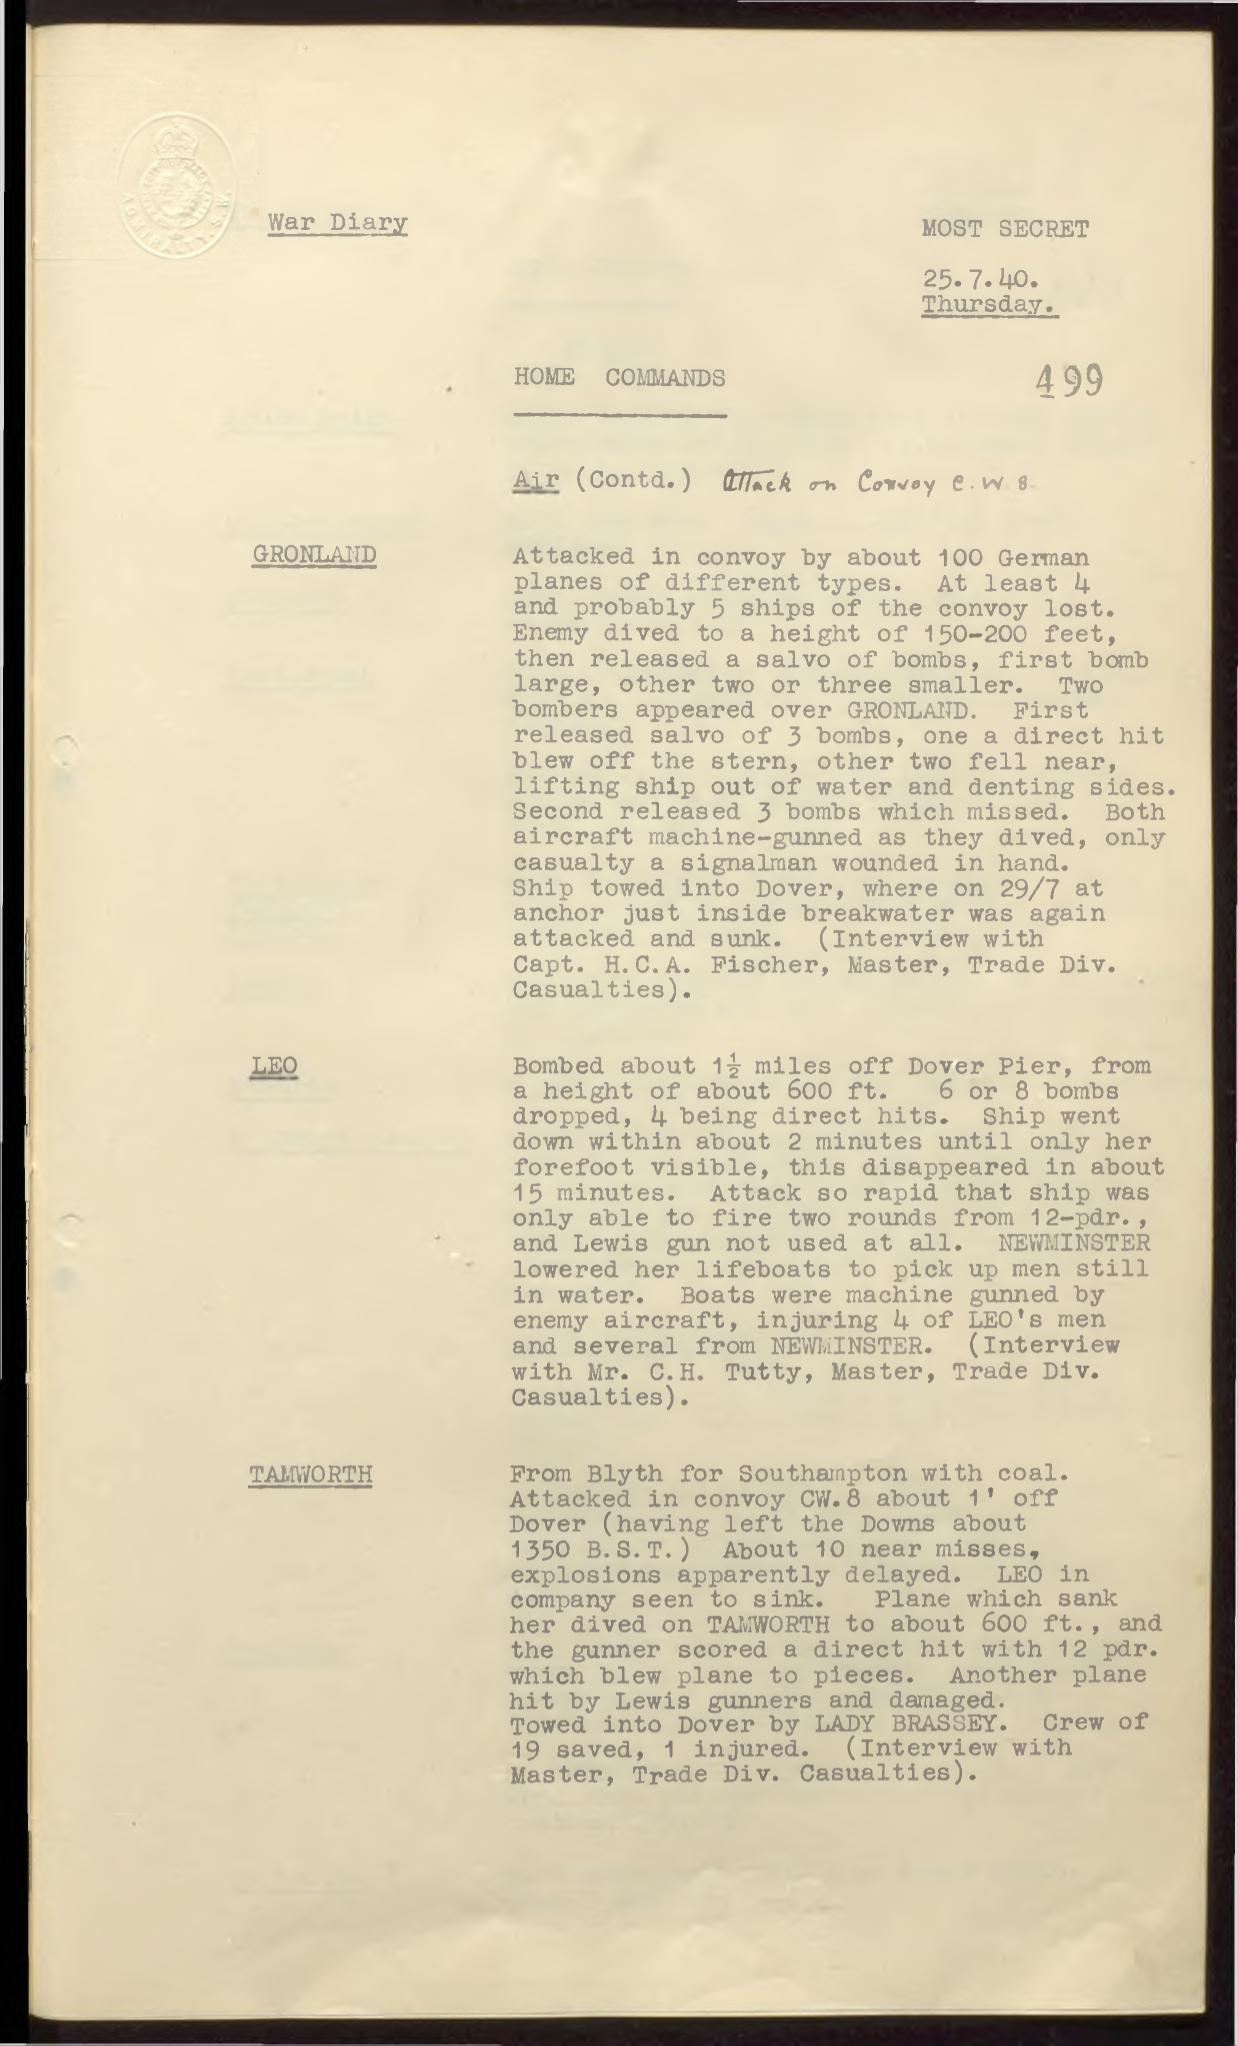 ADMIRALTY. S.W.
War Diary
MOST SECRET
25.7.40.
Thursday.
HOME COMMANDS
499
Air (Contd.) Attack on Convoy C.W 8.
GRONLAND
Attacked in convoy by about 100 German
planes of different types. At least 4
and probably 5 ships of the convoy lost.
Enemy dived to a height of 150-200 feet,
then released a salvo of bombs, first bomb
large, other two or three smaller. Two
bombers appeared over GRONLAND. First
released salvo of 3 bombs, one a direct hit
blew off the stern, other two fell near,
lifting ship out of water and denting sides.
Second released 3 bombs which missed. Both
aircraft machine-gunned as they dived, only
casualty a signalman wounded in hand.
Ship towed into Dover, where on 29/7 at
anchor just inside breakwater was again
attacked and sunk. (Interview with
Capt. H.C.A. Fischer, Master, Trade Div.
Casualties).
LEO
Bombed about 1½ miles off Dover Pier, from
a height of about 600 ft. 6 or 8 bombs
dropped, 4 being direct hits. Ship went
down within about 2 minutes until only her
forefoot visible, this disappeared in about
15 minutes. Attack so rapid that ship was
only able to fire two rounds from 12-pdr.,
and Lewis gun not used at all. NEWMINSTER
lowered her lifeboats to pick up men still
in water. Boats were machine gunned by
enemy aircraft, injuring 4 of LEO's men
and several from NEWMINSTER. (Interview
with Mr. C.H. Tutty, Master, Trade Div.
Casualties).
TAMWORTH
From Blyth for Southampton with coal.
Attacked in convoy CW.8 about 1' off
Dover (having left the Downs about
1350 B.S.T.) About 10 near misses,
explosions apparently delayed. LEO in
company seen to sink. Plane which sank
her dived on TAMWORTH to about 600 ft., and
the gunner scored a direct hit with 12 pdr.
which blew plane to pieces. Another plane
hit by Lewis gunners and damaged.
Towed into Dover by LADY BRASSEY. Crew of
19 saved, 1 injured. (Interview with
Master, Trade Div. Casualties).